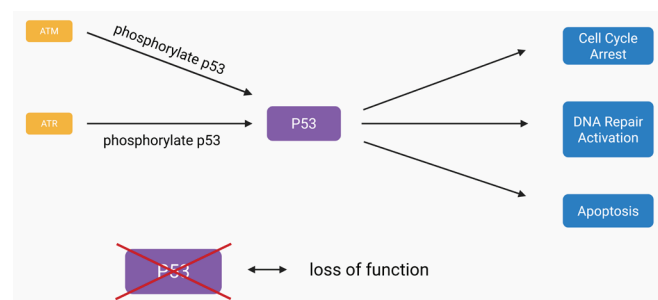 ATM
phosphorylate p53
Cell Cycle
Arrest
ATR
phosphorylate p53
P53
DNA Repair
Activation
Apoptosis
P53
loss of function